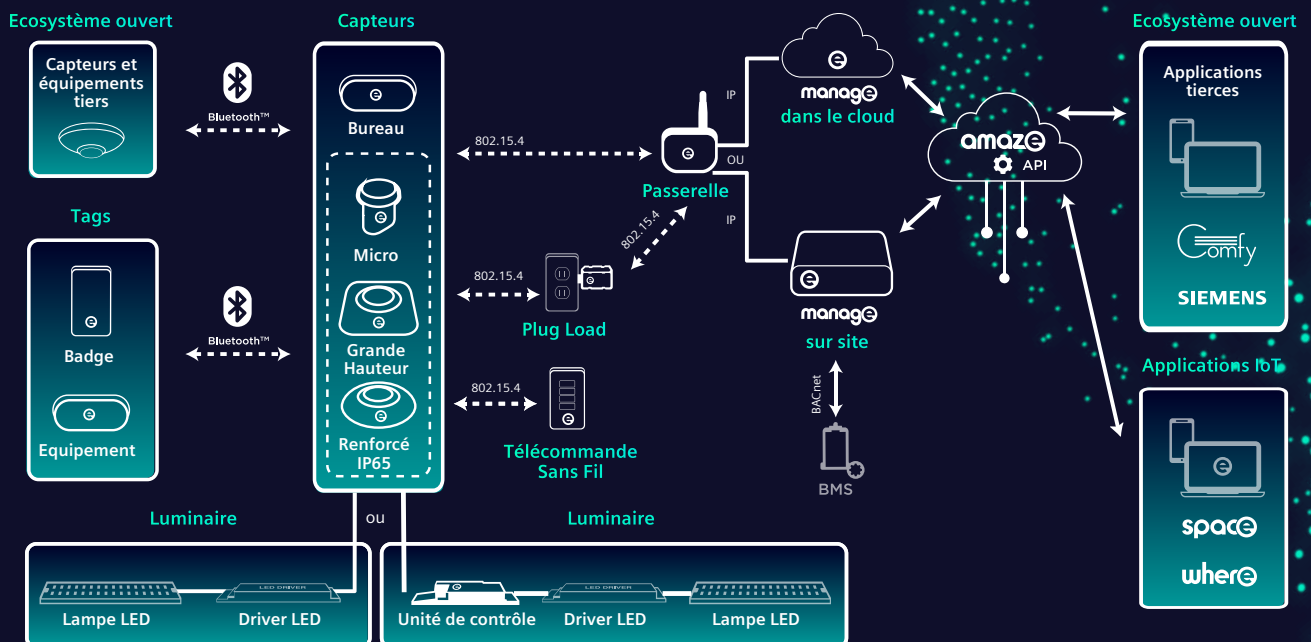 Ecosystème ouvert
Capteurs et
équipements
tiers
Bluetooth™
Tags
Badge
Equipement
Bluetooth™
Capteurs
Bureau
Micro
Grande
Hauteur
Renforcé
IP65
802.15.4
802.15.4
802.15.4
802.15.4
Passerelle
Plug Load
Télécommande
Sans Fil
IP
OU
IP
manage
dans le cloud
manage
sur site
BACnet
BMS
amaze
API
Ecosystème ouvert
Applications
tierces
Comfy
SIEMENS
Applications IoT
space
where
Luminaire
ou
Luminaire
LED DRIVER
Lampe LED
Driver LED
LED DRIVER
Unité de contrôle
Driver LED
Lampe LED